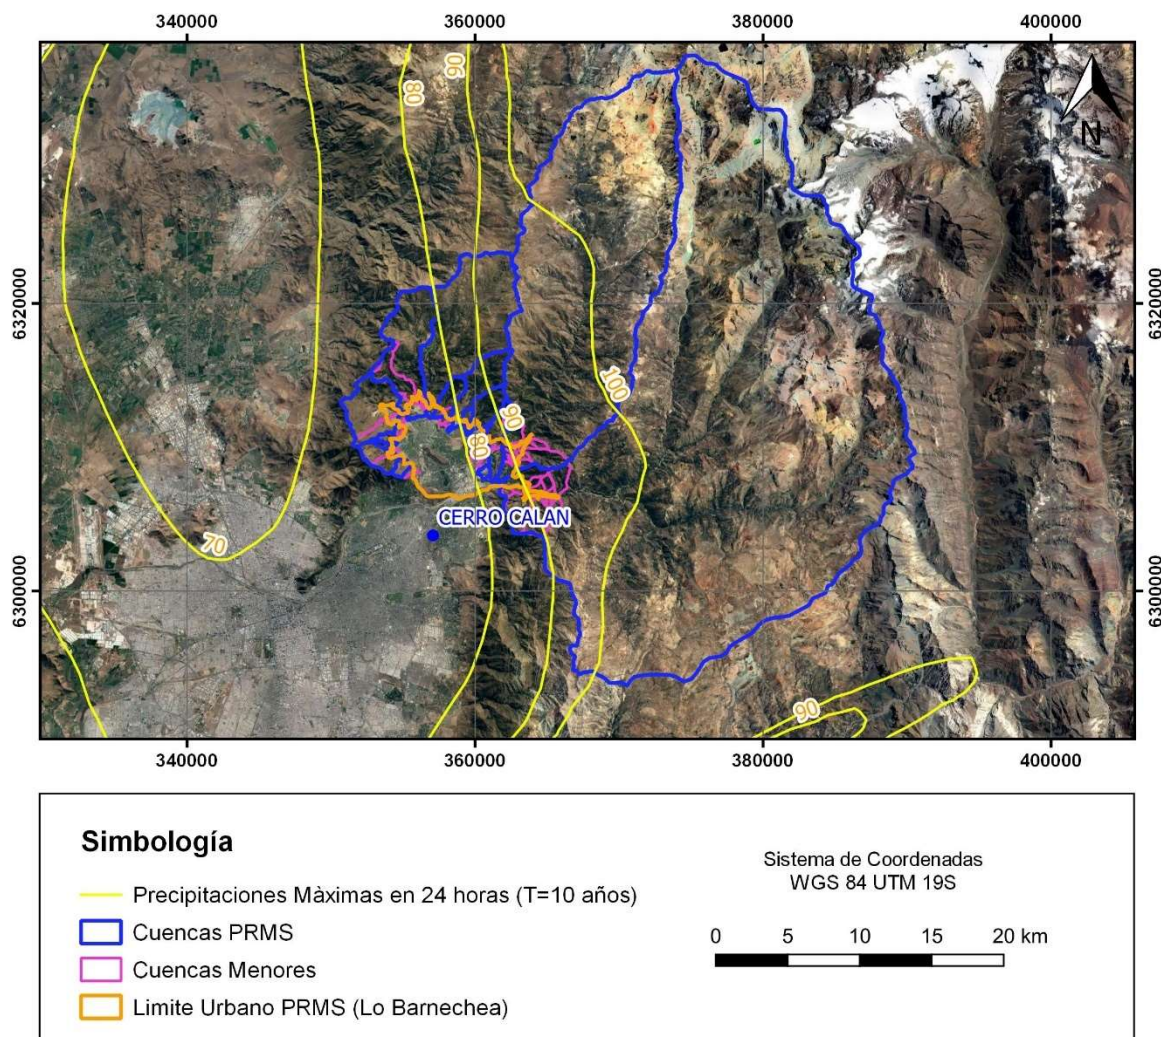 340000 360000 380000 400000
80
90
N
6320000
6320000
100
90
80
CERRO CALAN
70
6300000
6300000
90
340000 360000 380000 400000
Simbología
Precipitaciones Màximas en 24 horas (T=10 años)
Cuencas PRMS
Cuencas Menores
Limite Urbano PRMS (Lo Barnechea)
Sistema de Coordenadas
WGS 84 UTM 19S
0 5 10 15 20 km